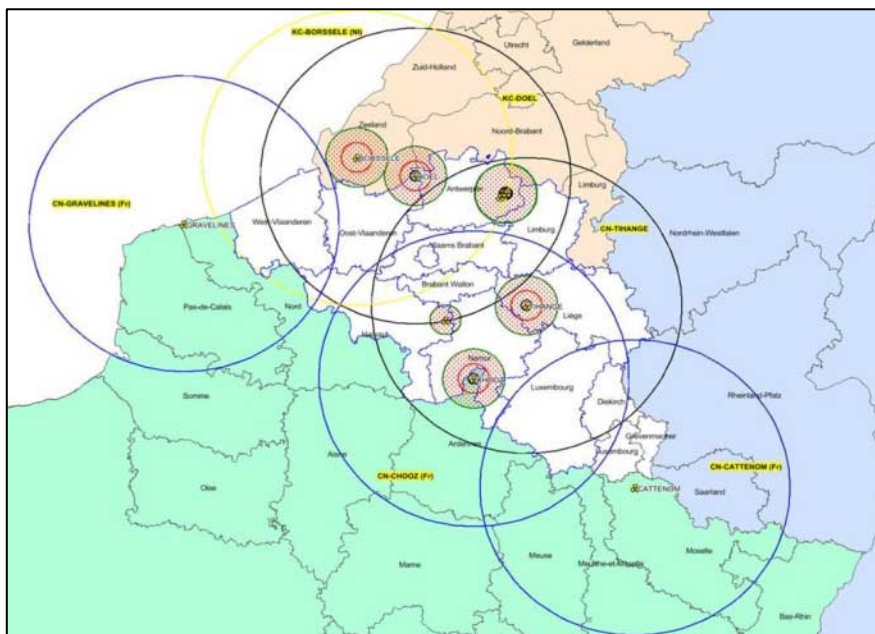 KC-BORSSELE (Nl)
Utrecht
Gelderland
Zuid-Holland
KC-DOEL
Zeeland
Noord-Brabant
BORSSELE
DOEL
Antwerpen
Limburg
CN-GRAVELINES (Fr)
GRAVELINES
West-Vlaanderen
Oost-Vlaanderen
Limburg
CN-TIHANGE
Vlaams Brabant
Nordrhein-Westfalen
Brabant Wallon
Pas-de-Calais
Nord
TIHANGE
Liège
Hainaut
Namur
CHOOZ
Luxembourg
Somme
Diekirch
Rheinland-Pfalz
Grevenmacher
Ardennes
Aisne
Luxembourg
CN-CHOOZ (Fr)
CN-CATTENOM (Fr)
Oise
CATTENOM
Saarland
Moselle
Marne
Meuse
Meurthe-et-Moselle
Bas-Rhin